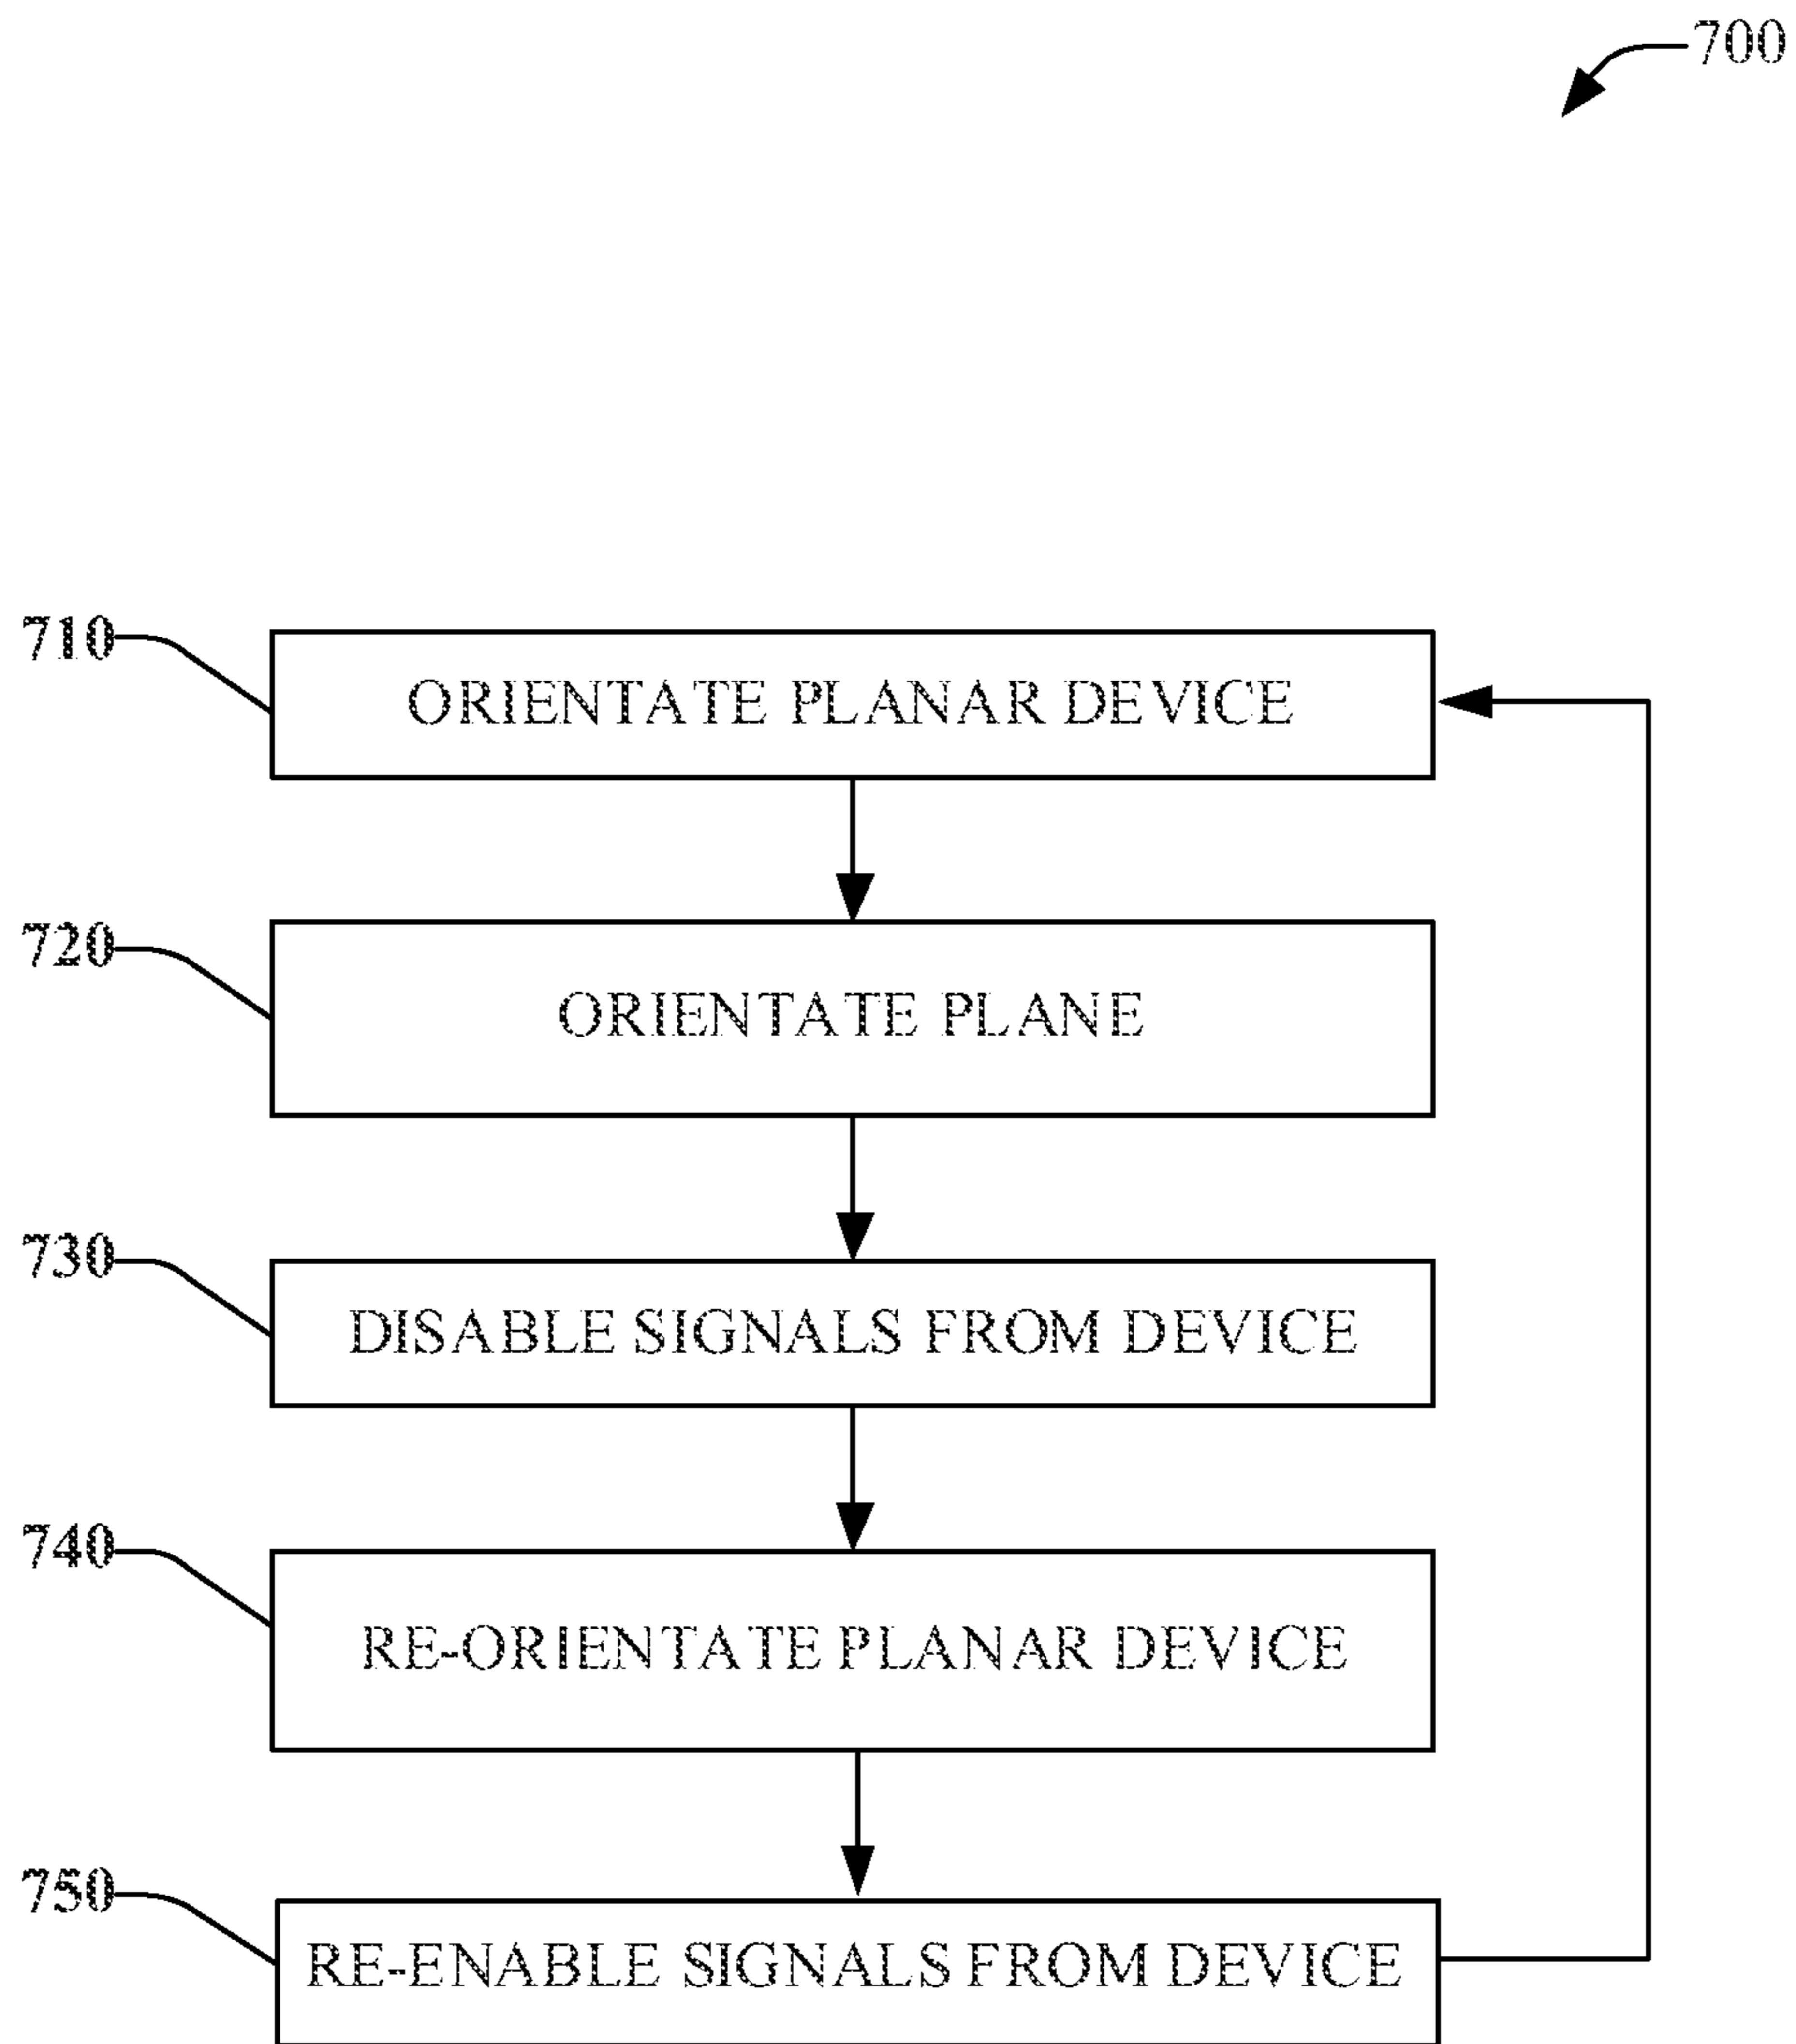 700
710
ORIENTATE PLANAR DEVICE
720
ORIENTATE PLANE
730
DISABLE SIGNALS FROM DEVICE
740
RE-ORIENTATE PLANAR DEVICE
750
RE-ENABLE SIGNALS FROM DEVICE